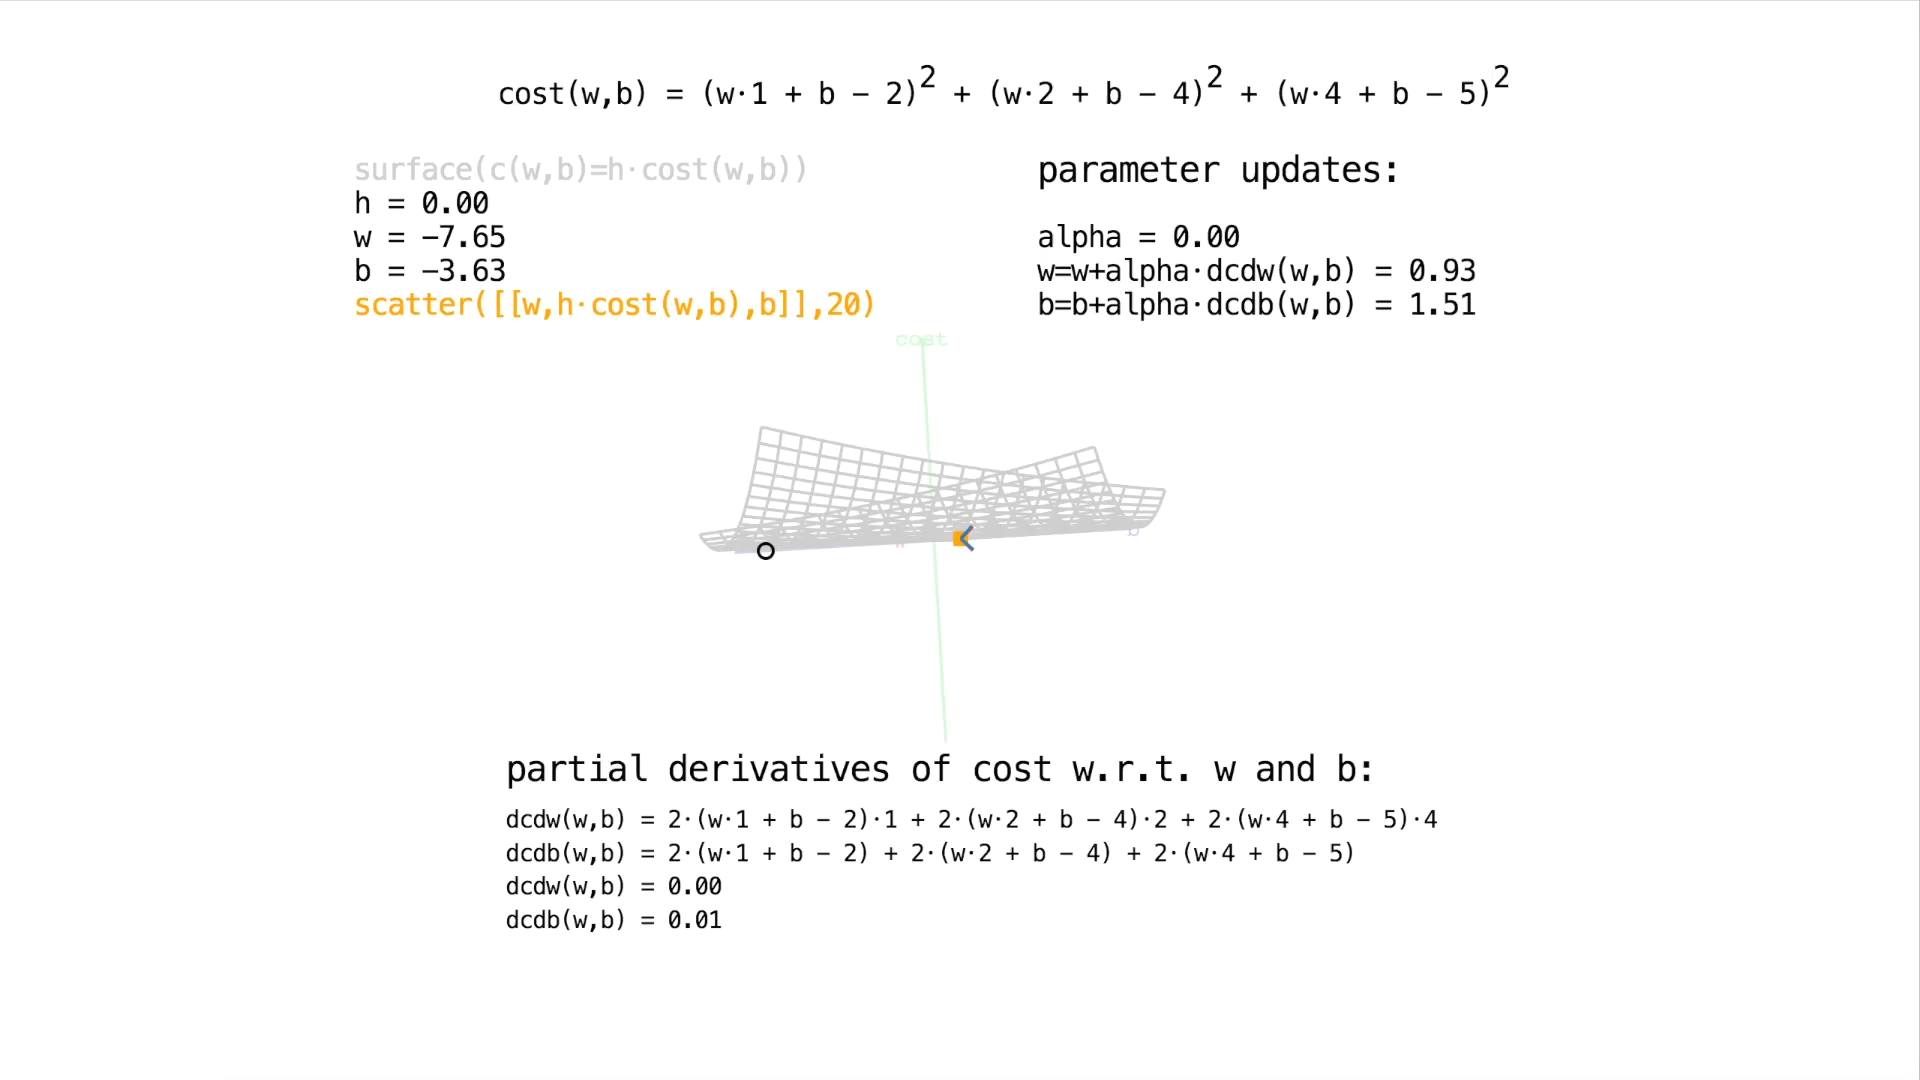 cost(w,b) = (w·1 + b − 2)² + (w·2 + b − 4)² + (w·4 + b − 5)²
surface(c(w,b)=h·cost(w,b))
h = 0.00
w = −7.65
b = −3.63
scatter([[w,h·cost(w,b),b]],20)
parameter updates:
alpha = 0.00
w=w+alpha·dcdw(w,b) = 0.93
b=b+alpha·dcdb(w,b) = 1.51
cost
w
b
partial derivatives of cost w.r.t. w and b:
dcdw(w,b) = 2·(w·1 + b − 2)·1 + 2·(w·2 + b − 4)·2 + 2·(w·4 + b − 5)·4
dcdb(w,b) = 2·(w·1 + b − 2) + 2·(w·2 + b − 4) + 2·(w·4 + b − 5)
dcdw(w,b) = 0.00
dcdb(w,b) = 0.01